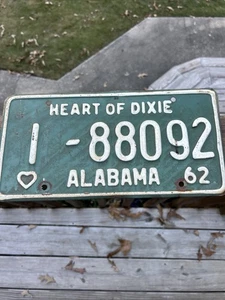 HEART OF DIXIE
1-88092
ALABAMA 62